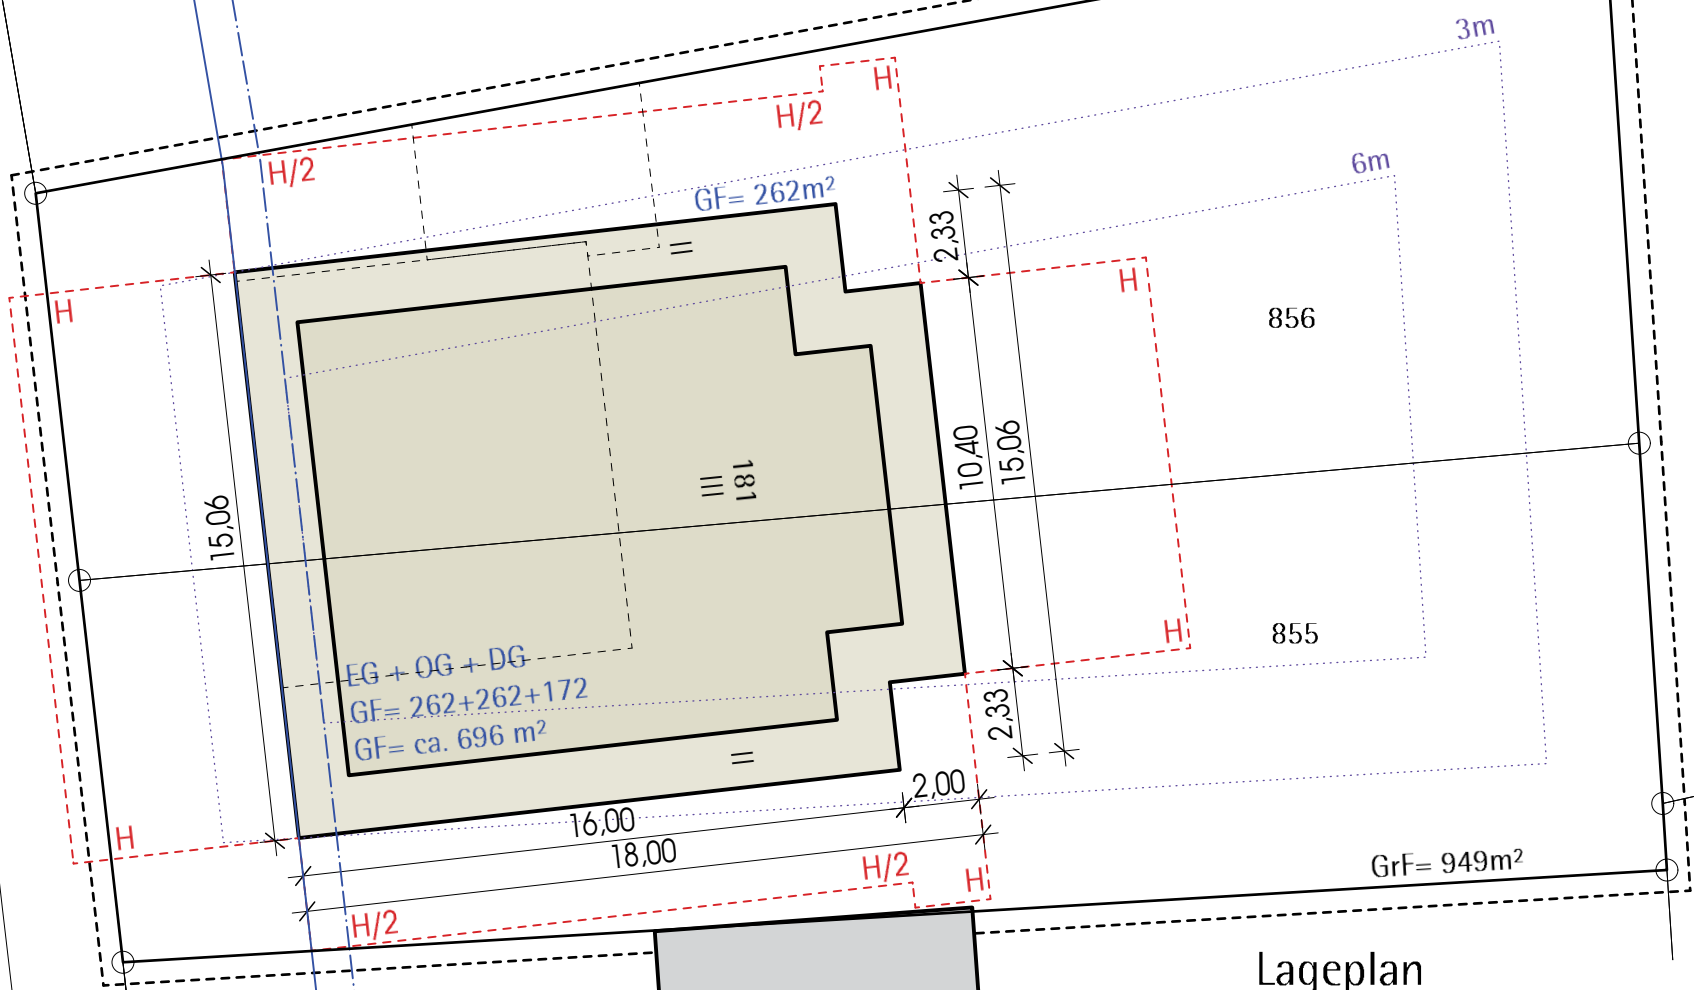 3m
H
H/2
6m
H/2
GF= 262m²
2,33
II
H
H
856
181
III
10,40
15,06
15,06
855
H
EG + OG + DG
GF= 262+262+172
GF= ca. 696 m²
2,33
II
2,00
H
16,00
18,00
H/2
H
GrF= 949m²
H/2
Lageplan